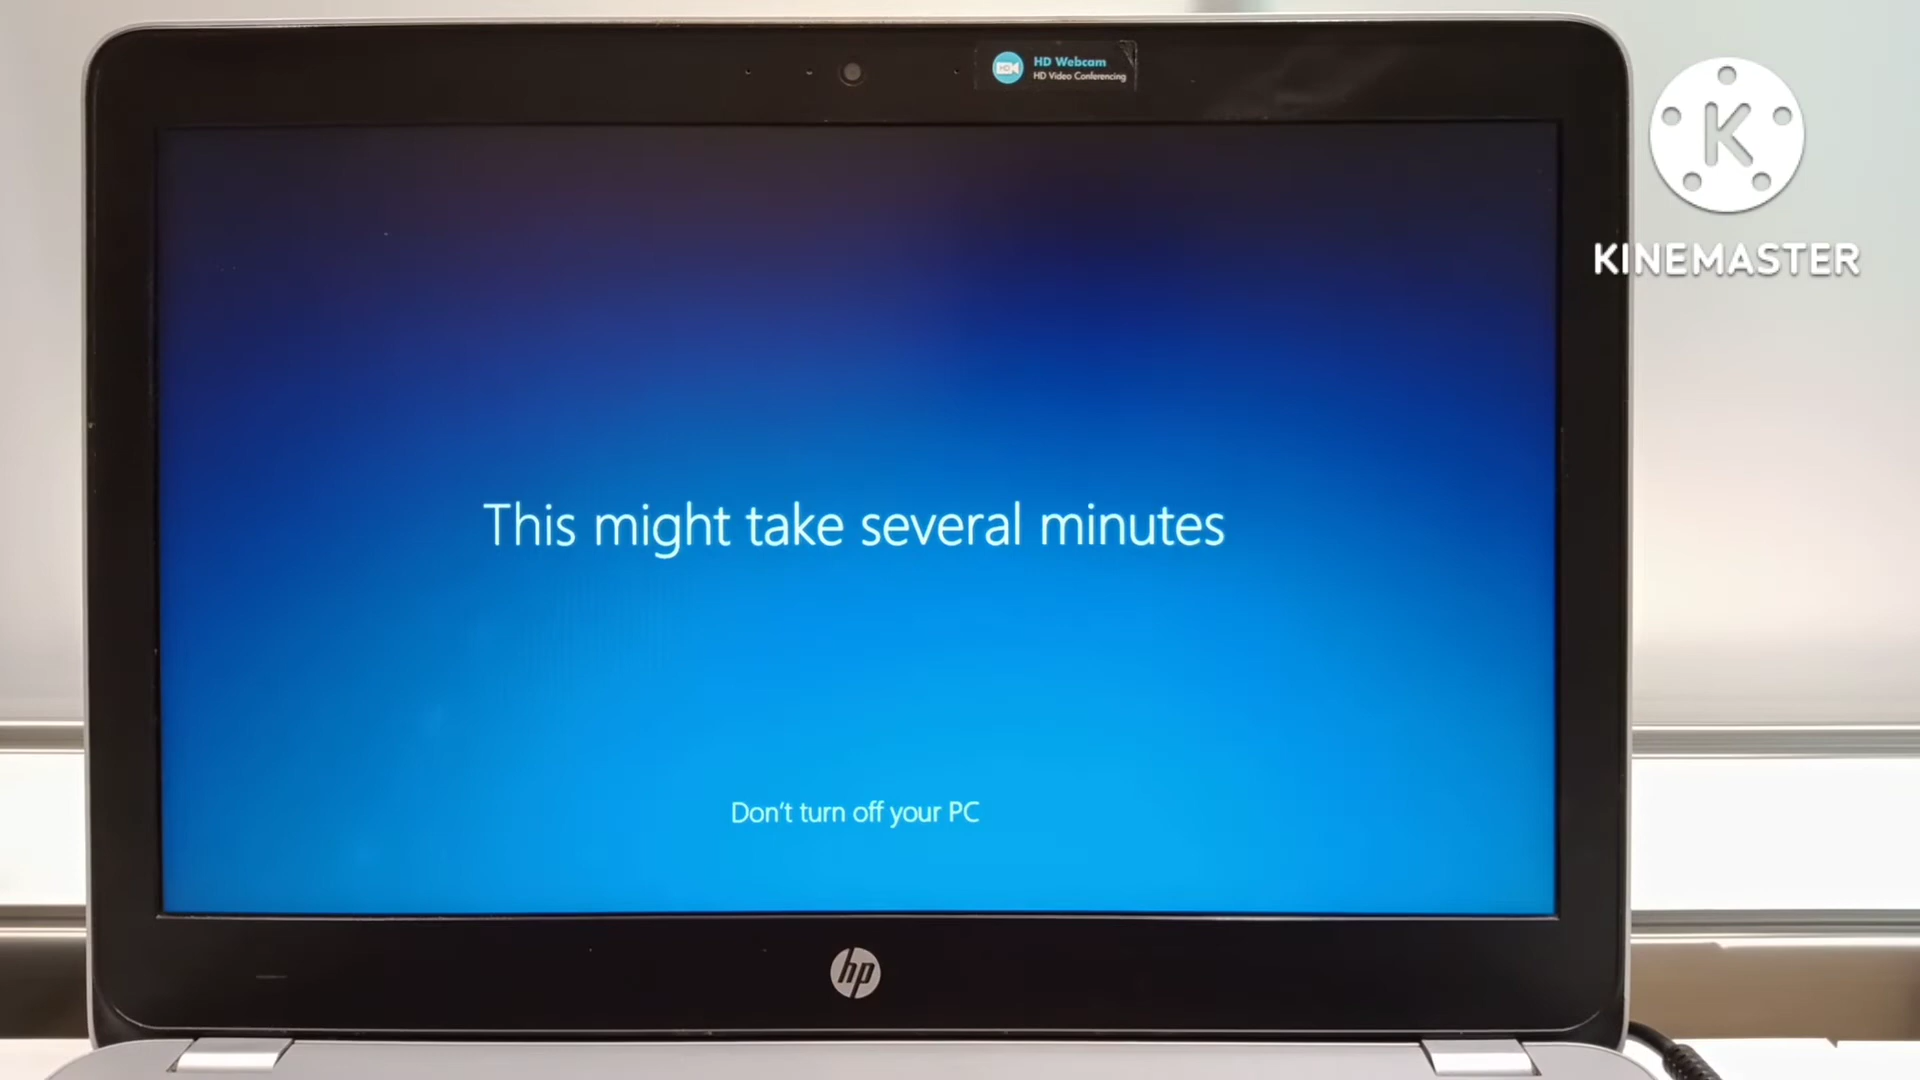 HD Webcam
HD Video Conferencing
K
KINEMASTER
This might take several minutes
Don't turn off your PC
hp